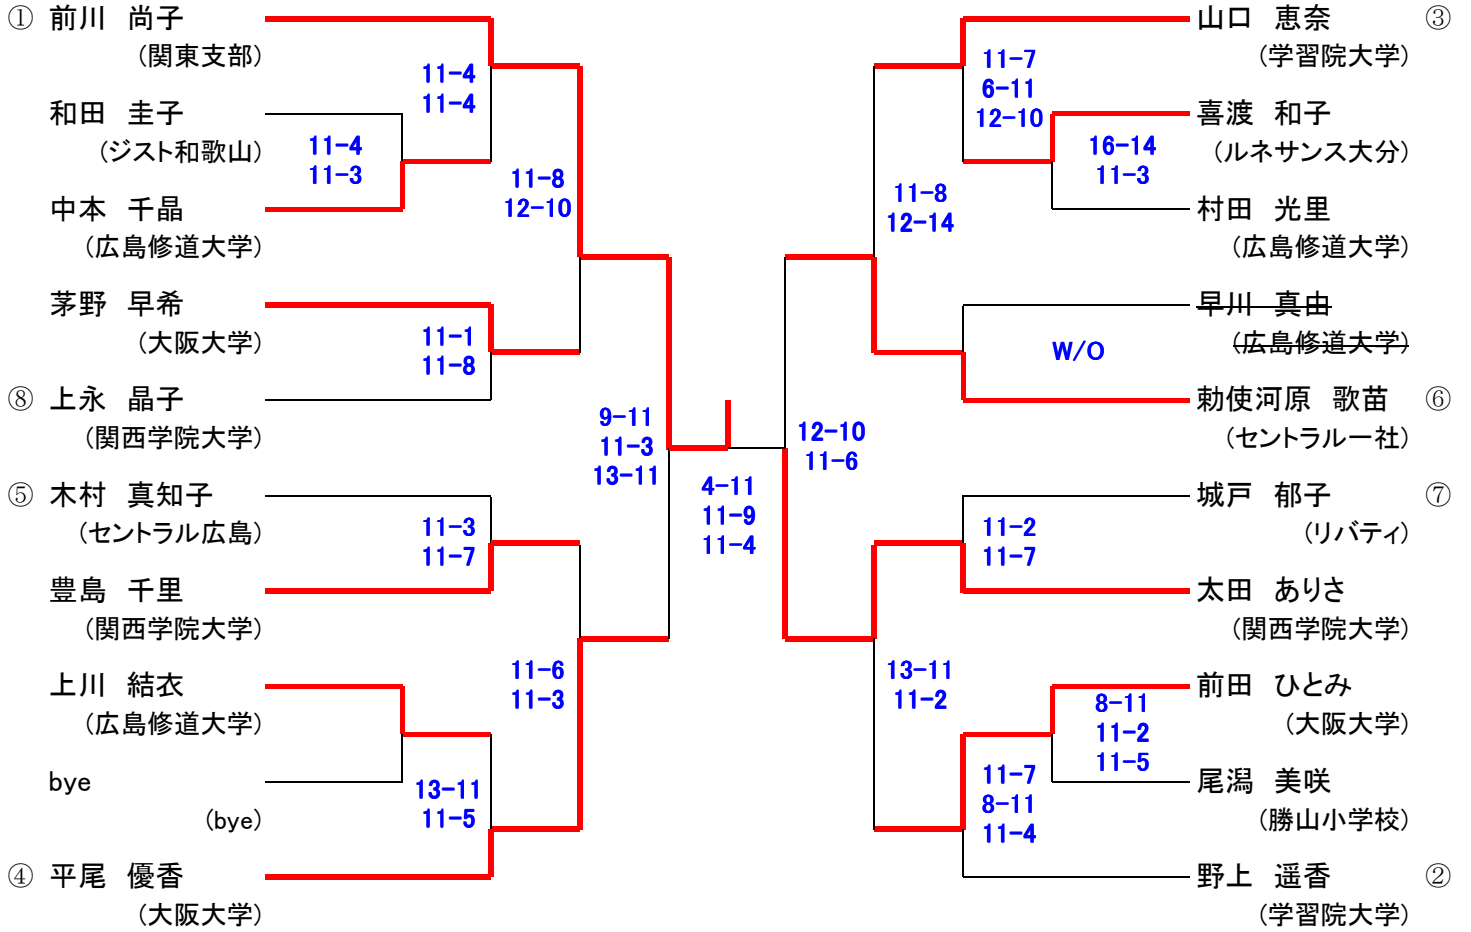 ① 前川 尚子
(関東支部)
11-4
11-4
和田 圭子
(ジスト和歌山)
11-4
11-3
中本 千晶
(広島修道大学)
11-8
12-10
茅野 早希
(大阪大学)
11-1
11-8
⑧ 上永 晶子
(関西学院大学)
9-11
11-3
13-11
⑤ 木村 真知子
(セントラル広島)
11-3
11-7
豊島 千里
(関西学院大学)
11-6
11-3
上川 結衣
(広島修道大学)
bye
(bye)
13-11
11-5
④ 平尾 優香
(大阪大学)
4-11
11-9
11-4
山口 恵奈 ③
(学習院大学)
11-7
6-11
12-10
喜渡 和子
(ルネサンス大分)
16-14
11-3
村田 光里
(広島修道大学)
11-8
12-14
早川 真由
(広島修道大学)
W/O
勅使河原 歌苗 ⑥
(セントラル一社)
12-10
11-6
城戸 郁子 ⑦
(リバティ)
11-2
11-7
太田 ありさ
(関西学院大学)
13-11
11-2
前田 ひとみ
(大阪大学)
8-11
11-2
11-5
尾潟 美咲
(勝山小学校)
11-7
8-11
11-4
野上 遥香 ②
(学習院大学)